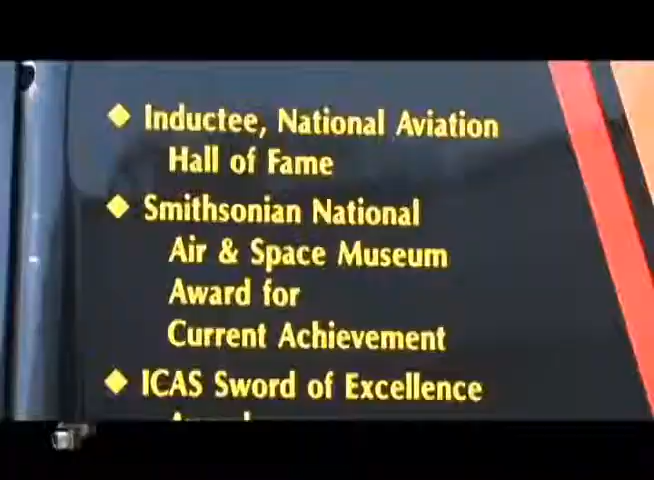 Inductee, National Aviation
Hall of Fame
Smithsonian National
Air & Space Museum
Award for
Current Achievement
ICAS Sword of Excellence